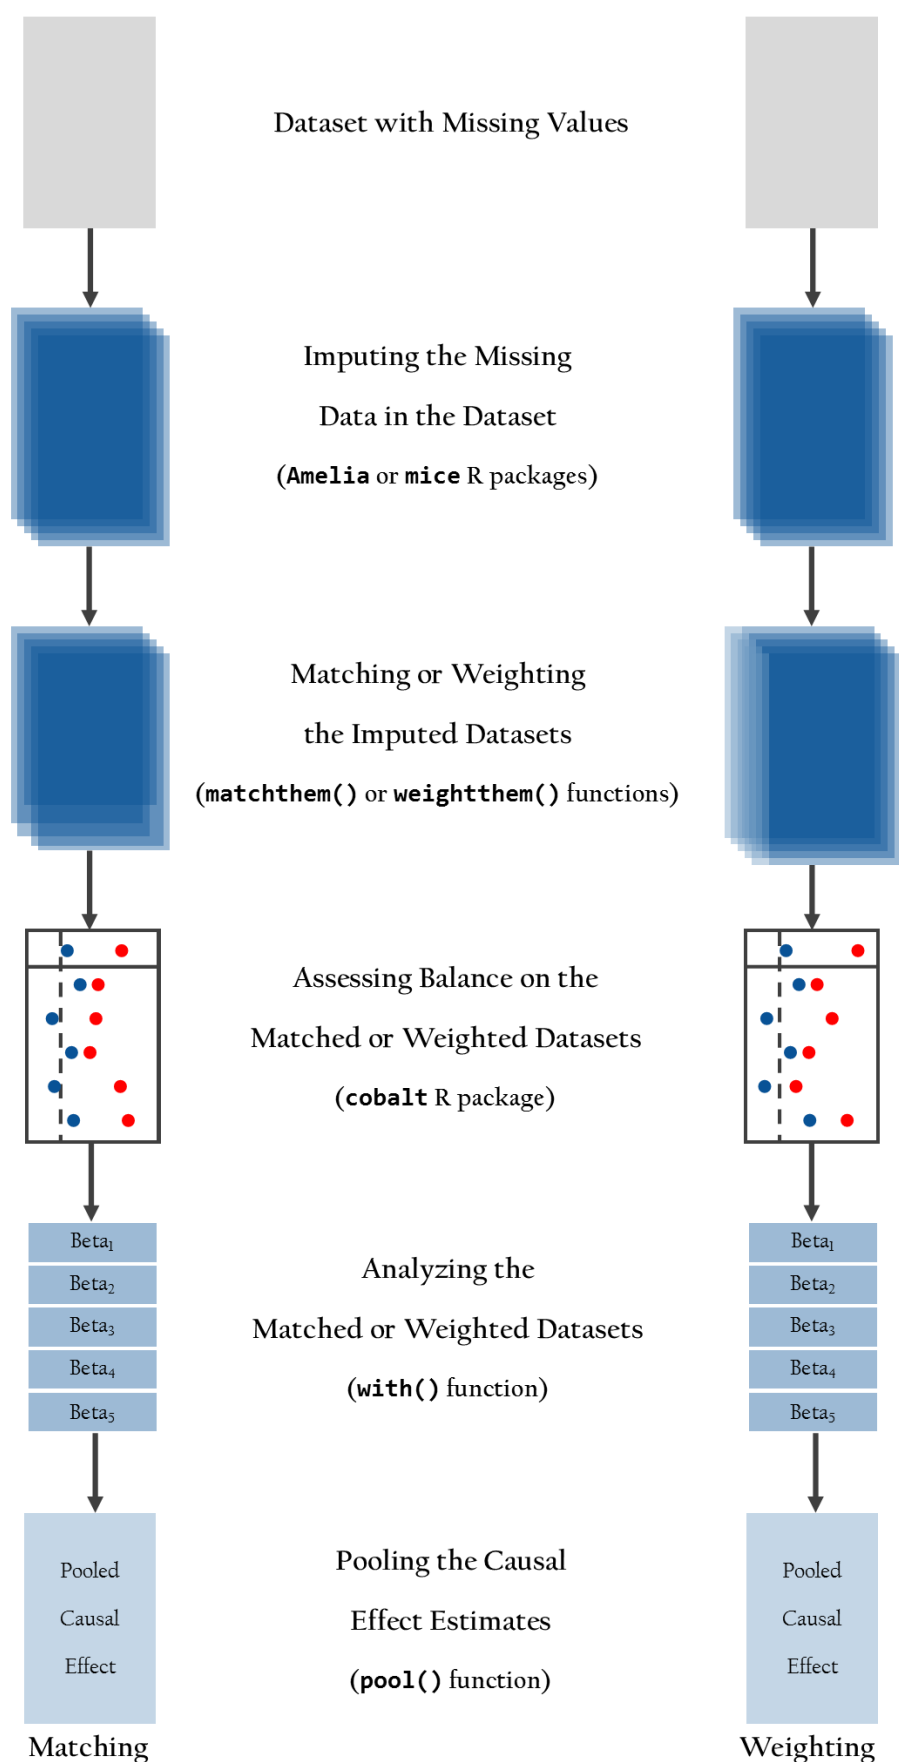 Dataset with Missing Values
Imputing the Missing
Data in the Dataset
(Amelia or mice R packages)
Matching or Weighting
the Imputed Datasets
(matchthem() or weightthem() functions)
Assessing Balance on the
Matched or Weighted Datasets
(cobalt R package)
Beta₁
Beta₂
Beta₃
Beta₄
Beta₅
Analyzing the
Matched or Weighted Datasets
(with() function)
Beta₁
Beta₂
Beta₃
Beta₄
Beta₅
Pooled
Causal
Effect
Pooling the Causal
Effect Estimates
(pool() function)
Pooled
Causal
Effect
Matching
Weighting